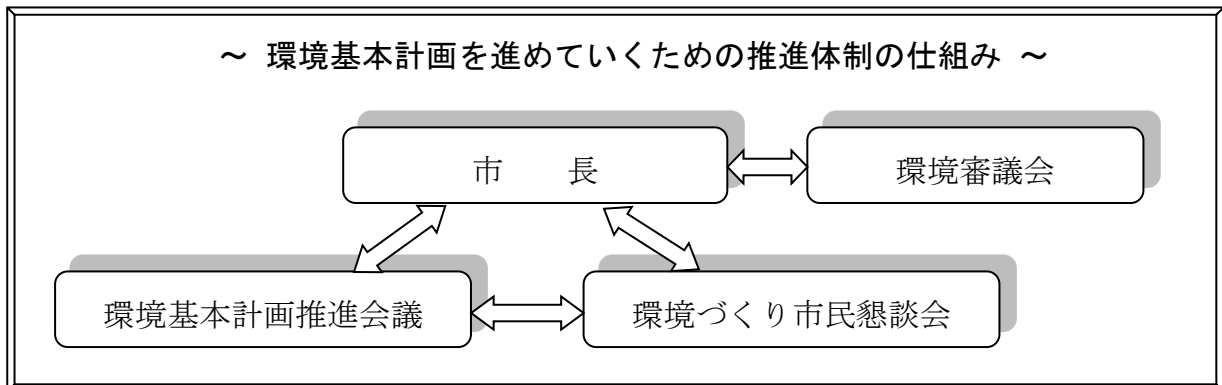 ～ 環境基本計画を進めていくための推進体制の仕組み ～
市　　長
環境審議会
環境基本計画推進会議
環境づくり市民懇談会